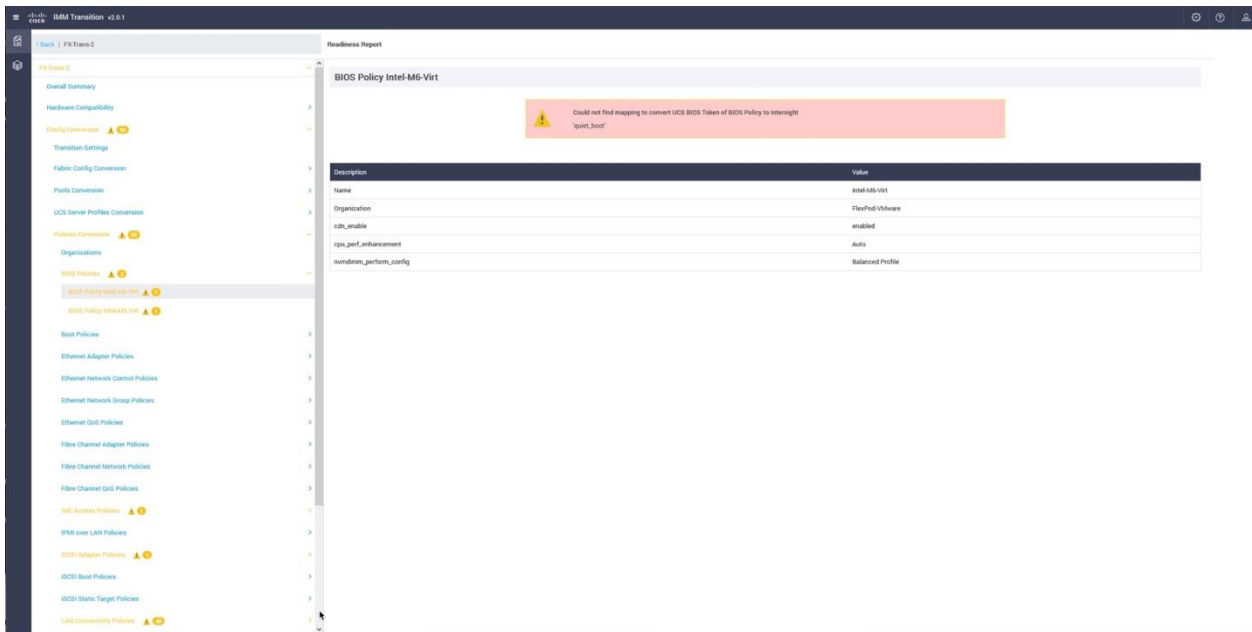 cisco IMM Transition v2.0.1
‹ Back | FX-Trans-2
Readiness Report
FX-Trans-2
Overall Summary
Hardware Compatibility
Config Conversion
Transition Settings
Fabric Config Conversion
Pools Conversion
UCS Server Profiles Conversion
Policies Conversion
Organizations
BIOS Policies 2
BIOS Policy Intel-M6-Virt 1
BIOS Policy Intel-M5-Virt 1
Boot Policies
Ethernet Adapter Policies
Ethernet Network Control Policies
Ethernet Network Group Policies
Ethernet QoS Policies
Fibre Channel Adapter Policies
Fibre Channel Network Policies
Fibre Channel QoS Policies
Access Policies
IPMI over LAN Policies
iSCSI Adapter Policies
iSCSI Boot Policies
iSCSI Static Target Policies
LAN Connectivity Policies
BIOS Policy Intel-M6-Virt
Could not find mapping to convert UCS BIOS Token of BIOS Policy to Intersight
'quiet_boot'
Description Value
Name Intel-M6-Virt
Organization FlexPod-VMware
cdn_enable enabled
cpu_perf_enhancement Auto
nvmdimm_perform_config Balanced Profile